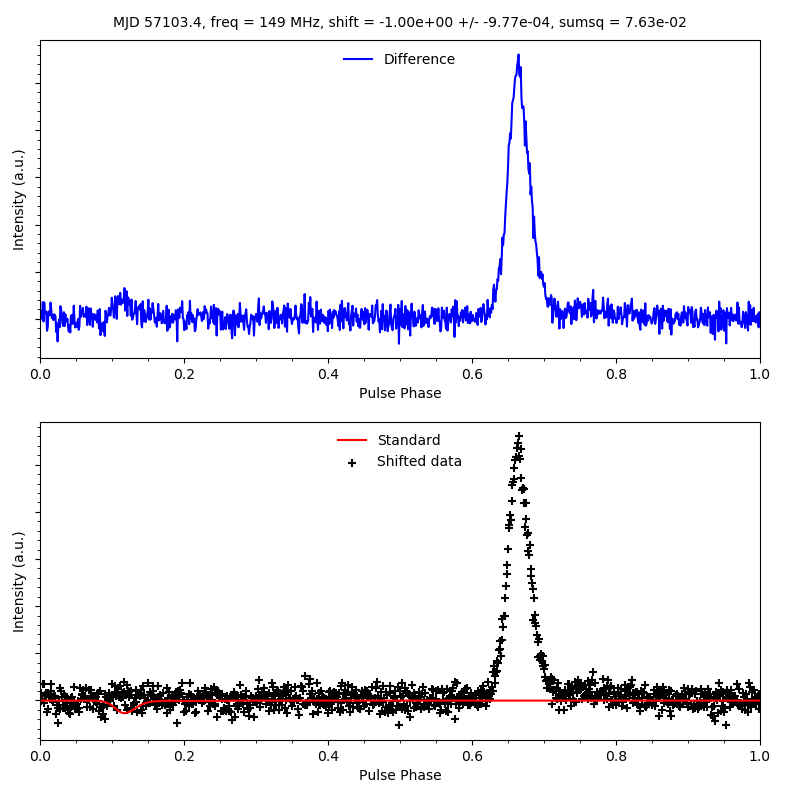 MJD 57103.4, freq = 149 MHz, shift = -1.00e+00 +/- -9.77e-04, sumsq = 7.63e-02
Difference
Intensity (a.u.)
0.0 0.2 0.4 0.6 0.8 1.0
Pulse Phase
Standard
Shifted data
Intensity (a.u.)
0.0 0.2 0.4 0.6 0.8 1.0
Pulse Phase